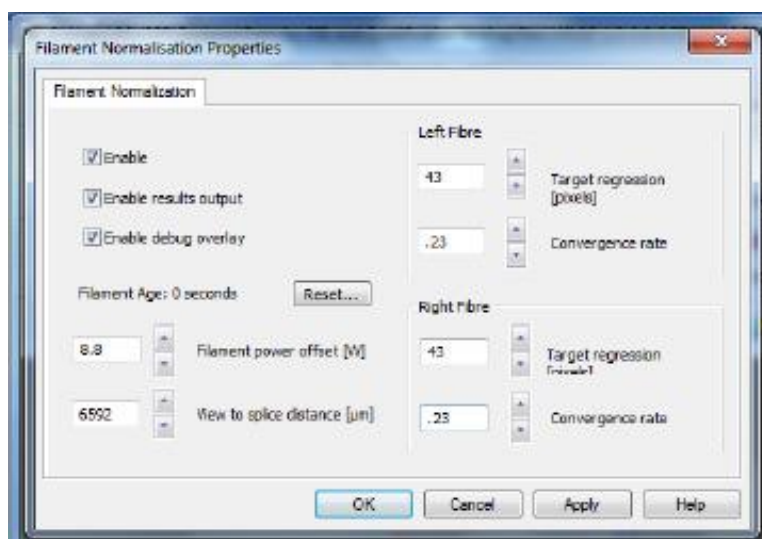 Filament Normalisation Properties
Filament Normalization
Enable
Enable results output
Enable debug overlay
Filament Age: 0 seconds
Reset...
8.8
Filament power offset [W]
6592
View to splice distance [µm]
Left Fibre
43
Target regression
[pixels]
.23
Convergence rate
Right Fibre
43
Target regression
[pixels]
.23
Convergence rate
OK
Cancel
Apply
Help